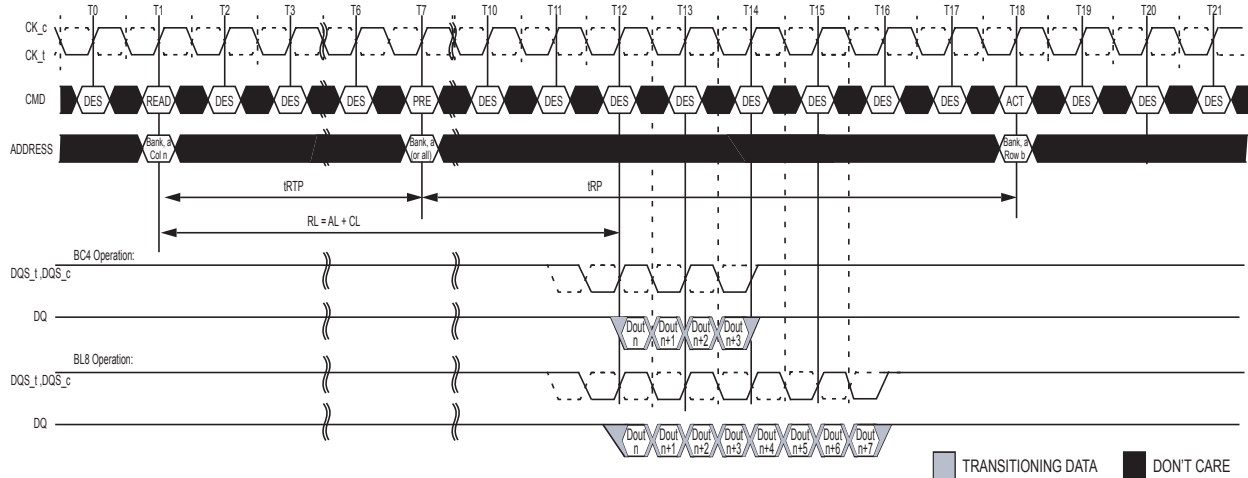 T0 T1 T2 T3 T6 T7 T10 T11 T12 T13 T14 T15 T16 T17 T18 T19 T20 T21
CK_c
CK_t
CMD DES READ DES DES DES PRE DES DES DES DES DES DES DES DES ACT DES DES DES
ADDRESS
Bank, a
Col n
Bank, a
(or all)
Bank, a
Row b
tRTP tRP
RL = AL + CL
BC4 Operation:
DQS_t ,DQS_c
DQ
Dout
n
Dout
n+1
Dout
n+2
Dout
n+3
BL8 Operation:
DQS_t ,DQS_c
DQ
Dout
n
Dout
n+1
Dout
n+2
Dout
n+3
Dout
n+4
Dout
n+5
Dout
n+6
Dout
n+7
TRANSITIONING DATA DON'T CARE